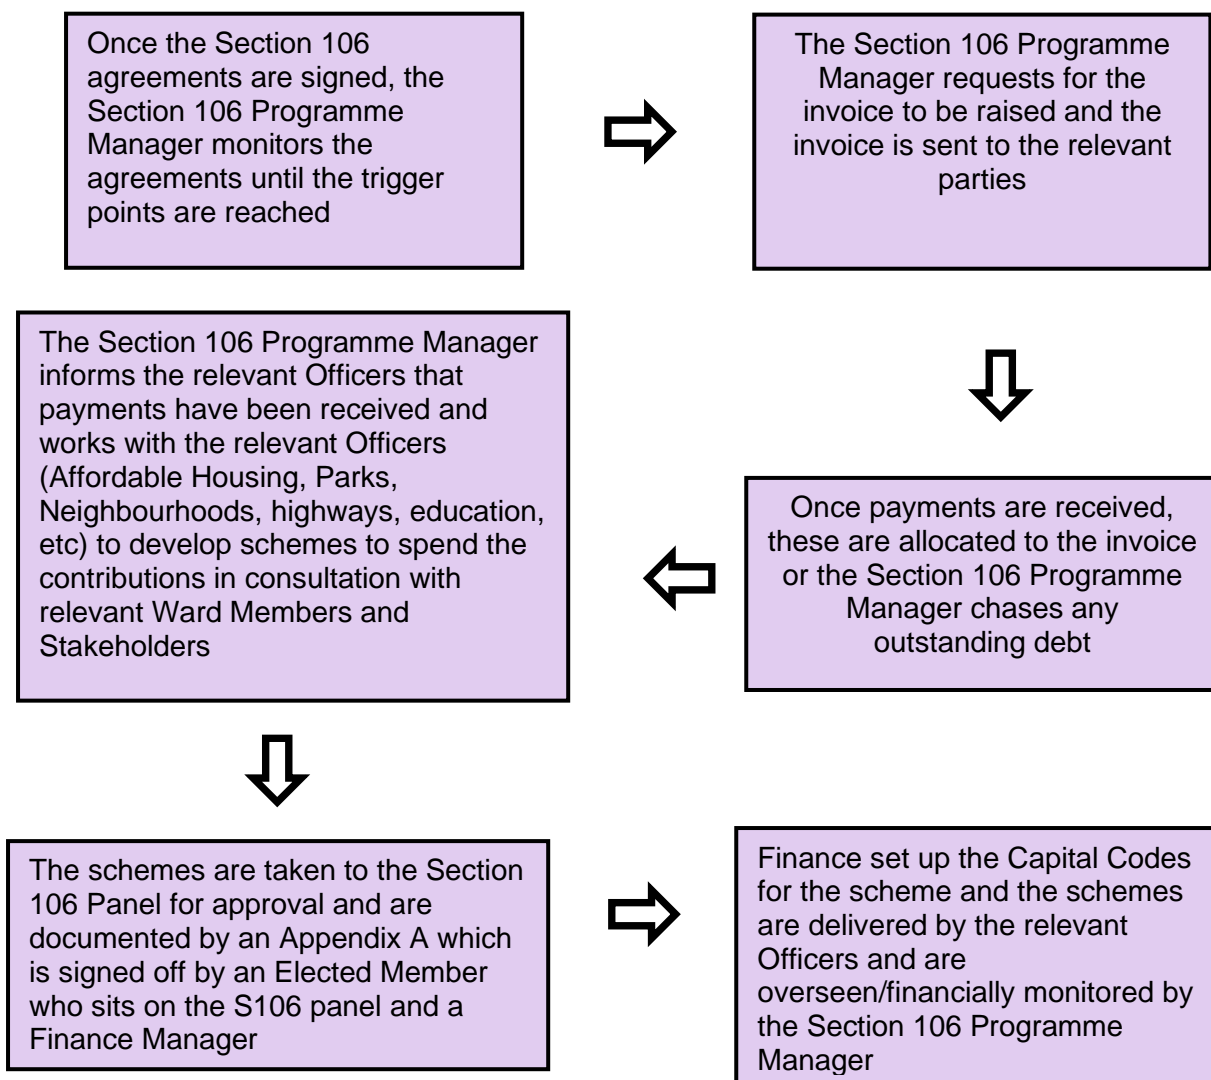 Once the Section 106
agreements are signed, the
Section 106 Programme
Manager monitors the
agreements until the trigger
points are reached
The Section 106 Programme
Manager requests for the
invoice to be raised and the
invoice is sent to the relevant
parties
Once payments are received,
these are allocated to the invoice
or the Section 106 Programme
Manager chases any
outstanding debt
The Section 106 Programme Manager
informs the relevant Officers that
payments have been received and
works with the relevant Officers
(Affordable Housing, Parks,
Neighbourhoods, highways, education,
etc) to develop schemes to spend the
contributions in consultation with
relevant Ward Members and
Stakeholders
The schemes are taken to the Section
106 Panel for approval and are
documented by an Appendix A which
is signed off by an Elected Member
who sits on the S106 panel and a
Finance Manager
Finance set up the Capital Codes
for the scheme and the schemes
are delivered by the relevant
Officers and are
overseen/financially monitored by
the Section 106 Programme
Manager